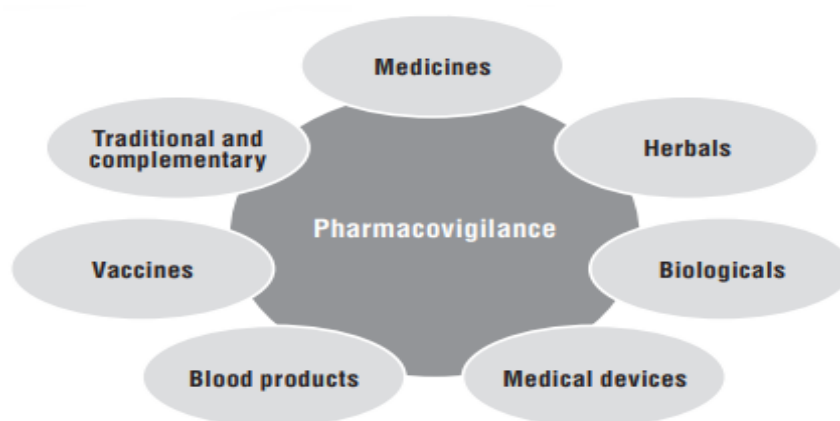 Medicines
Traditional and
complementary
Herbals
Pharmacovigilance
Vaccines
Biologicals
Blood products
Medical devices